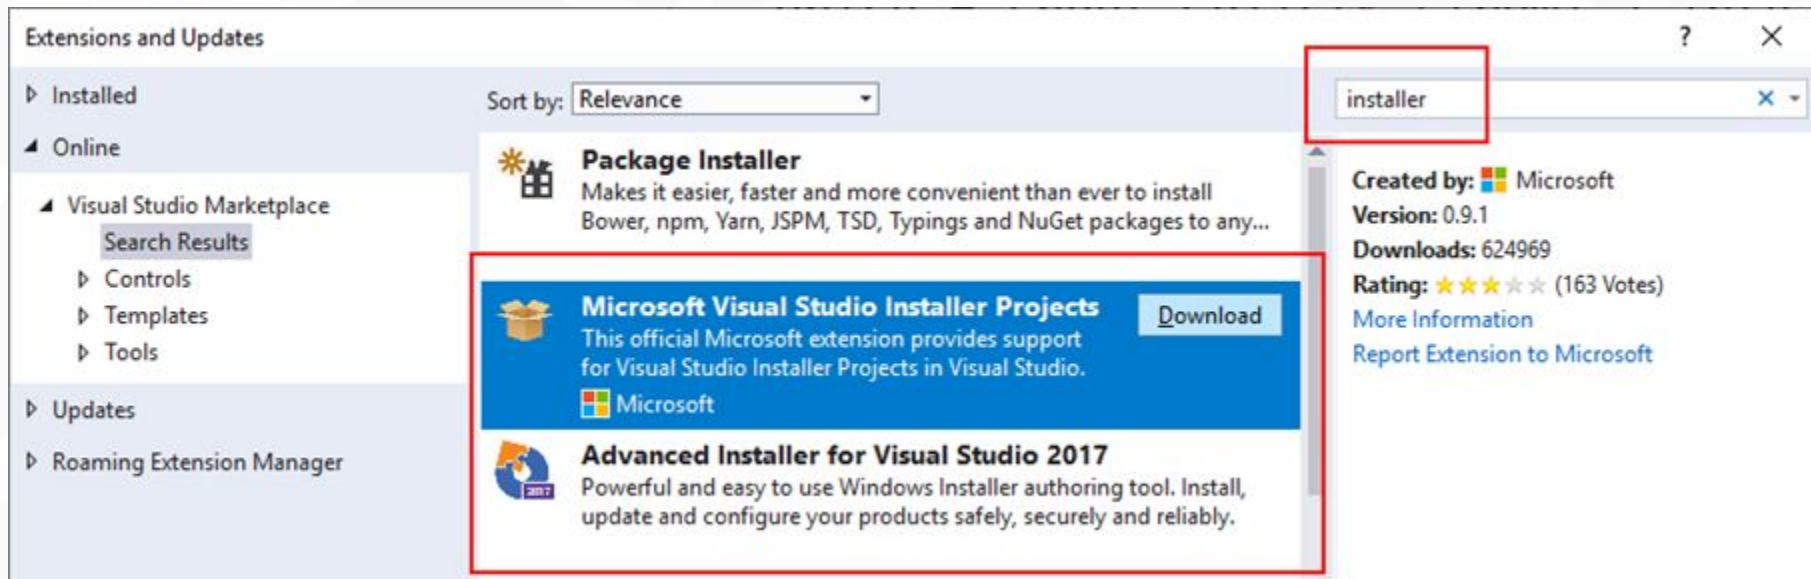 Extensions and Updates
?
Installed
Online
Visual Studio Marketplace
Search Results
Controls
Templates
Tools
Updates
Roaming Extension Manager
Sort by: Relevance
Package Installer
Makes it easier, faster and more convenient than ever to install
Bower, npm, Yarn, JSPM, TSD, Typings and NuGet packages to any...
Microsoft Visual Studio Installer Projects
Download
This official Microsoft extension provides support
for Visual Studio Installer Projects in Visual Studio.
Microsoft
2017
Advanced Installer for Visual Studio 2017
Powerful and easy to use Windows Installer authoring tool. Install,
update and configure your products safely, securely and reliably.
installer
Created by: Microsoft
Version: 0.9.1
Downloads: 624969
Rating: (163 Votes)
More Information
Report Extension to Microsoft